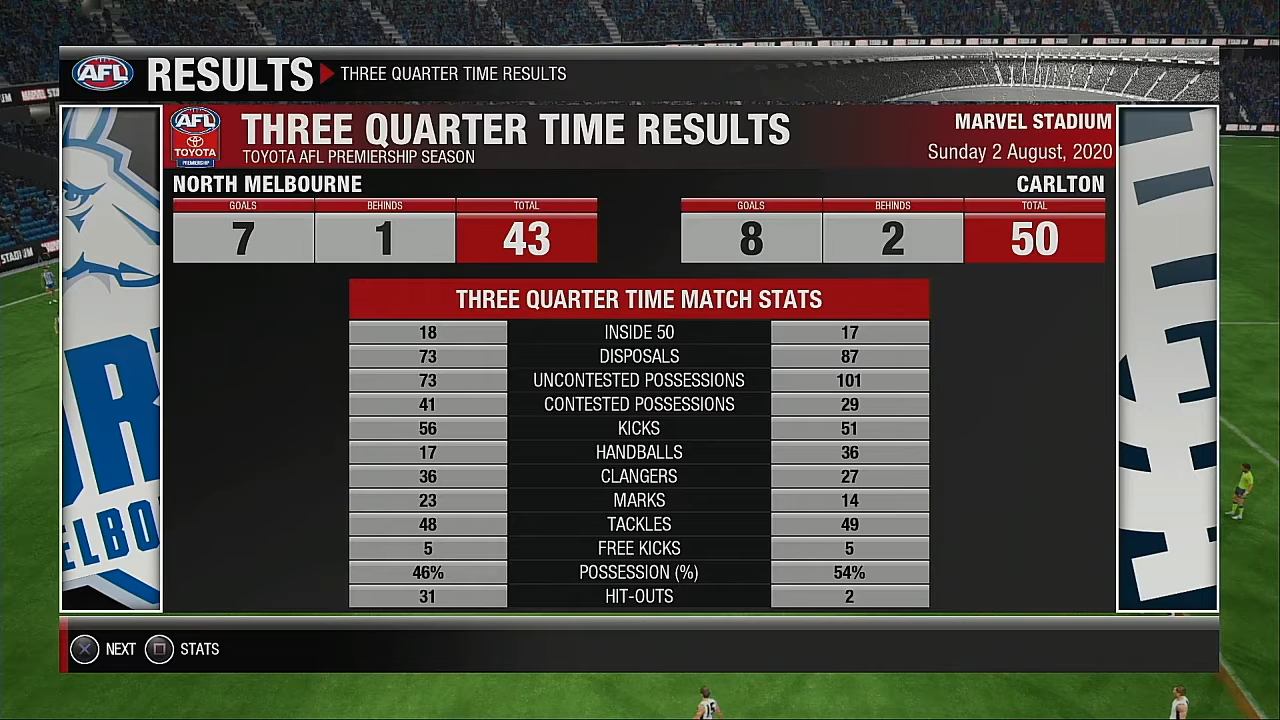 AFL RESULTS THREE QUARTER TIME RESULTS
AFL
TOYOTA
PREMIERSHIP
THREE QUARTER TIME RESULTS
TOYOTA AFL PREMIERSHIP SEASON
MARVEL STADIUM
Sunday 2 August, 2020
NORTH MELBOURNE
CARLTON
GOALS BEHINDS TOTAL
7 1 43
GOALS BEHINDS TOTAL
8 2 50
THREE QUARTER TIME MATCH STATS
18 INSIDE 50 17
73 DISPOSALS 87
73 UNCONTESTED POSSESSIONS 101
41 CONTESTED POSSESSIONS 29
56 KICKS 51
17 HANDBALLS 36
36 CLANGERS 27
23 MARKS 14
48 TACKLES 49
5 FREE KICKS 5
46% POSSESSION (%) 54%
31 HIT-OUTS 2
ELBO
NEXT STATS